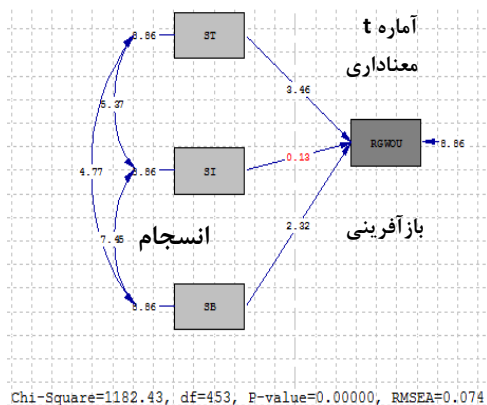 آماره t
معناداری
8.86
ST
3.46
5.37
RGWOU
8.86
4.77
8.86
SI
0.13
7.45
انسجام
بازآفرینی
2.32
8.86
SB
Chi-Square=1182.43, df=453, P-value=0.00000, RMSEA=0.074